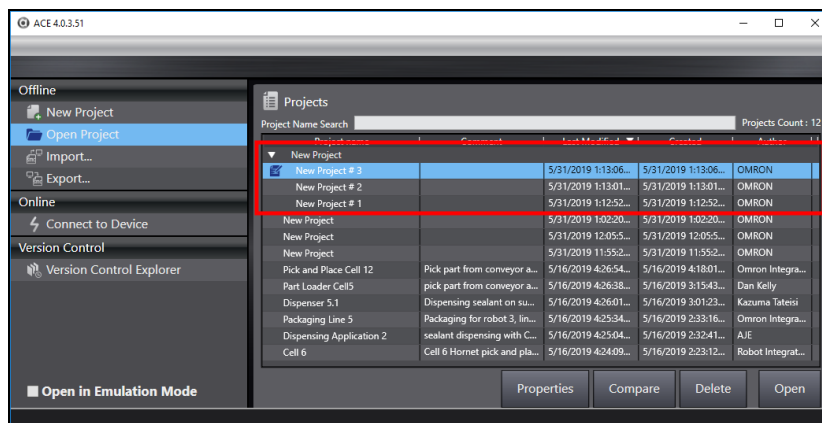 ACE 4.0.3.51
Offline
New Project
Open Project
Import...
Export...
Online
Connect to Device
Version Control
Version Control Explorer
Open in Emulation Mode
Projects
Project Name Search Projects Count : 12
Project name Comment Last Modified Created Author
New Project
New Project # 3 5/31/2019 1:13:06... 5/31/2019 1:13:06... OMRON
New Project # 2 5/31/2019 1:13:01... 5/31/2019 1:13:01... OMRON
New Project # 1 5/31/2019 1:12:52... 5/31/2019 1:12:52... OMRON
New Project 5/31/2019 1:02:20... 5/31/2019 1:02:20... OMRON
New Project 5/31/2019 12:05:5... 5/31/2019 12:05:5... OMRON
New Project 5/31/2019 11:55:2... 5/31/2019 11:55:2... OMRON
Pick and Place Cell 12 Pick part from conveyor a... 5/16/2019 4:26:54... 5/16/2019 4:18:01... Omron Integra...
Part Loader Cell5 pick part from conveyor a... 5/16/2019 4:26:38... 5/16/2019 3:15:43... Dan Kelly
Dispenser 5.1 Dispensing sealant on su... 5/16/2019 4:26:01... 5/16/2019 3:01:23... Kazuma Tateisi
Packaging Line 5 Packaging for robot 3, lin... 5/16/2019 4:25:34... 5/16/2019 2:33:16... Omron Integra...
Dispensing Application 2 sealant dispensing with C... 5/16/2019 4:25:04... 5/16/2019 2:32:41... AJE
Cell 6 Cell 6 Hornet pick and pla... 5/16/2019 4:24:09... 5/16/2019 2:23:12... Robot Integrat...
Properties Compare Delete Open